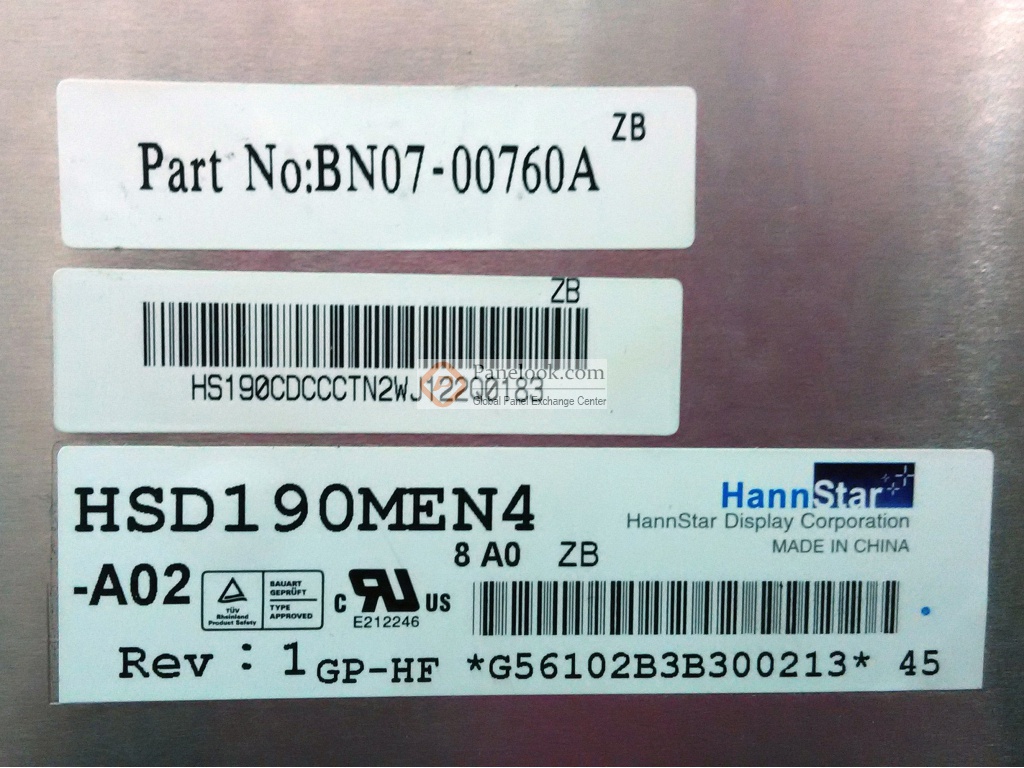 ZB
Part No:BN07-00760A
ZB
HS190CDCCCTN2WJ122Q0183
Panelook.com
Global Panel Exchange Center
HSD190MEN4
HannStar
HannStar Display Corporation
MADE IN CHINA
8 A0 ZB
-A02
TÜV
Rheinland
Product Safety
BAUART
GEPRÜFT
TYPE
APPROVED
c RU US
E212246
Rev : 1 GP-HF *G56102B3B300213* 45